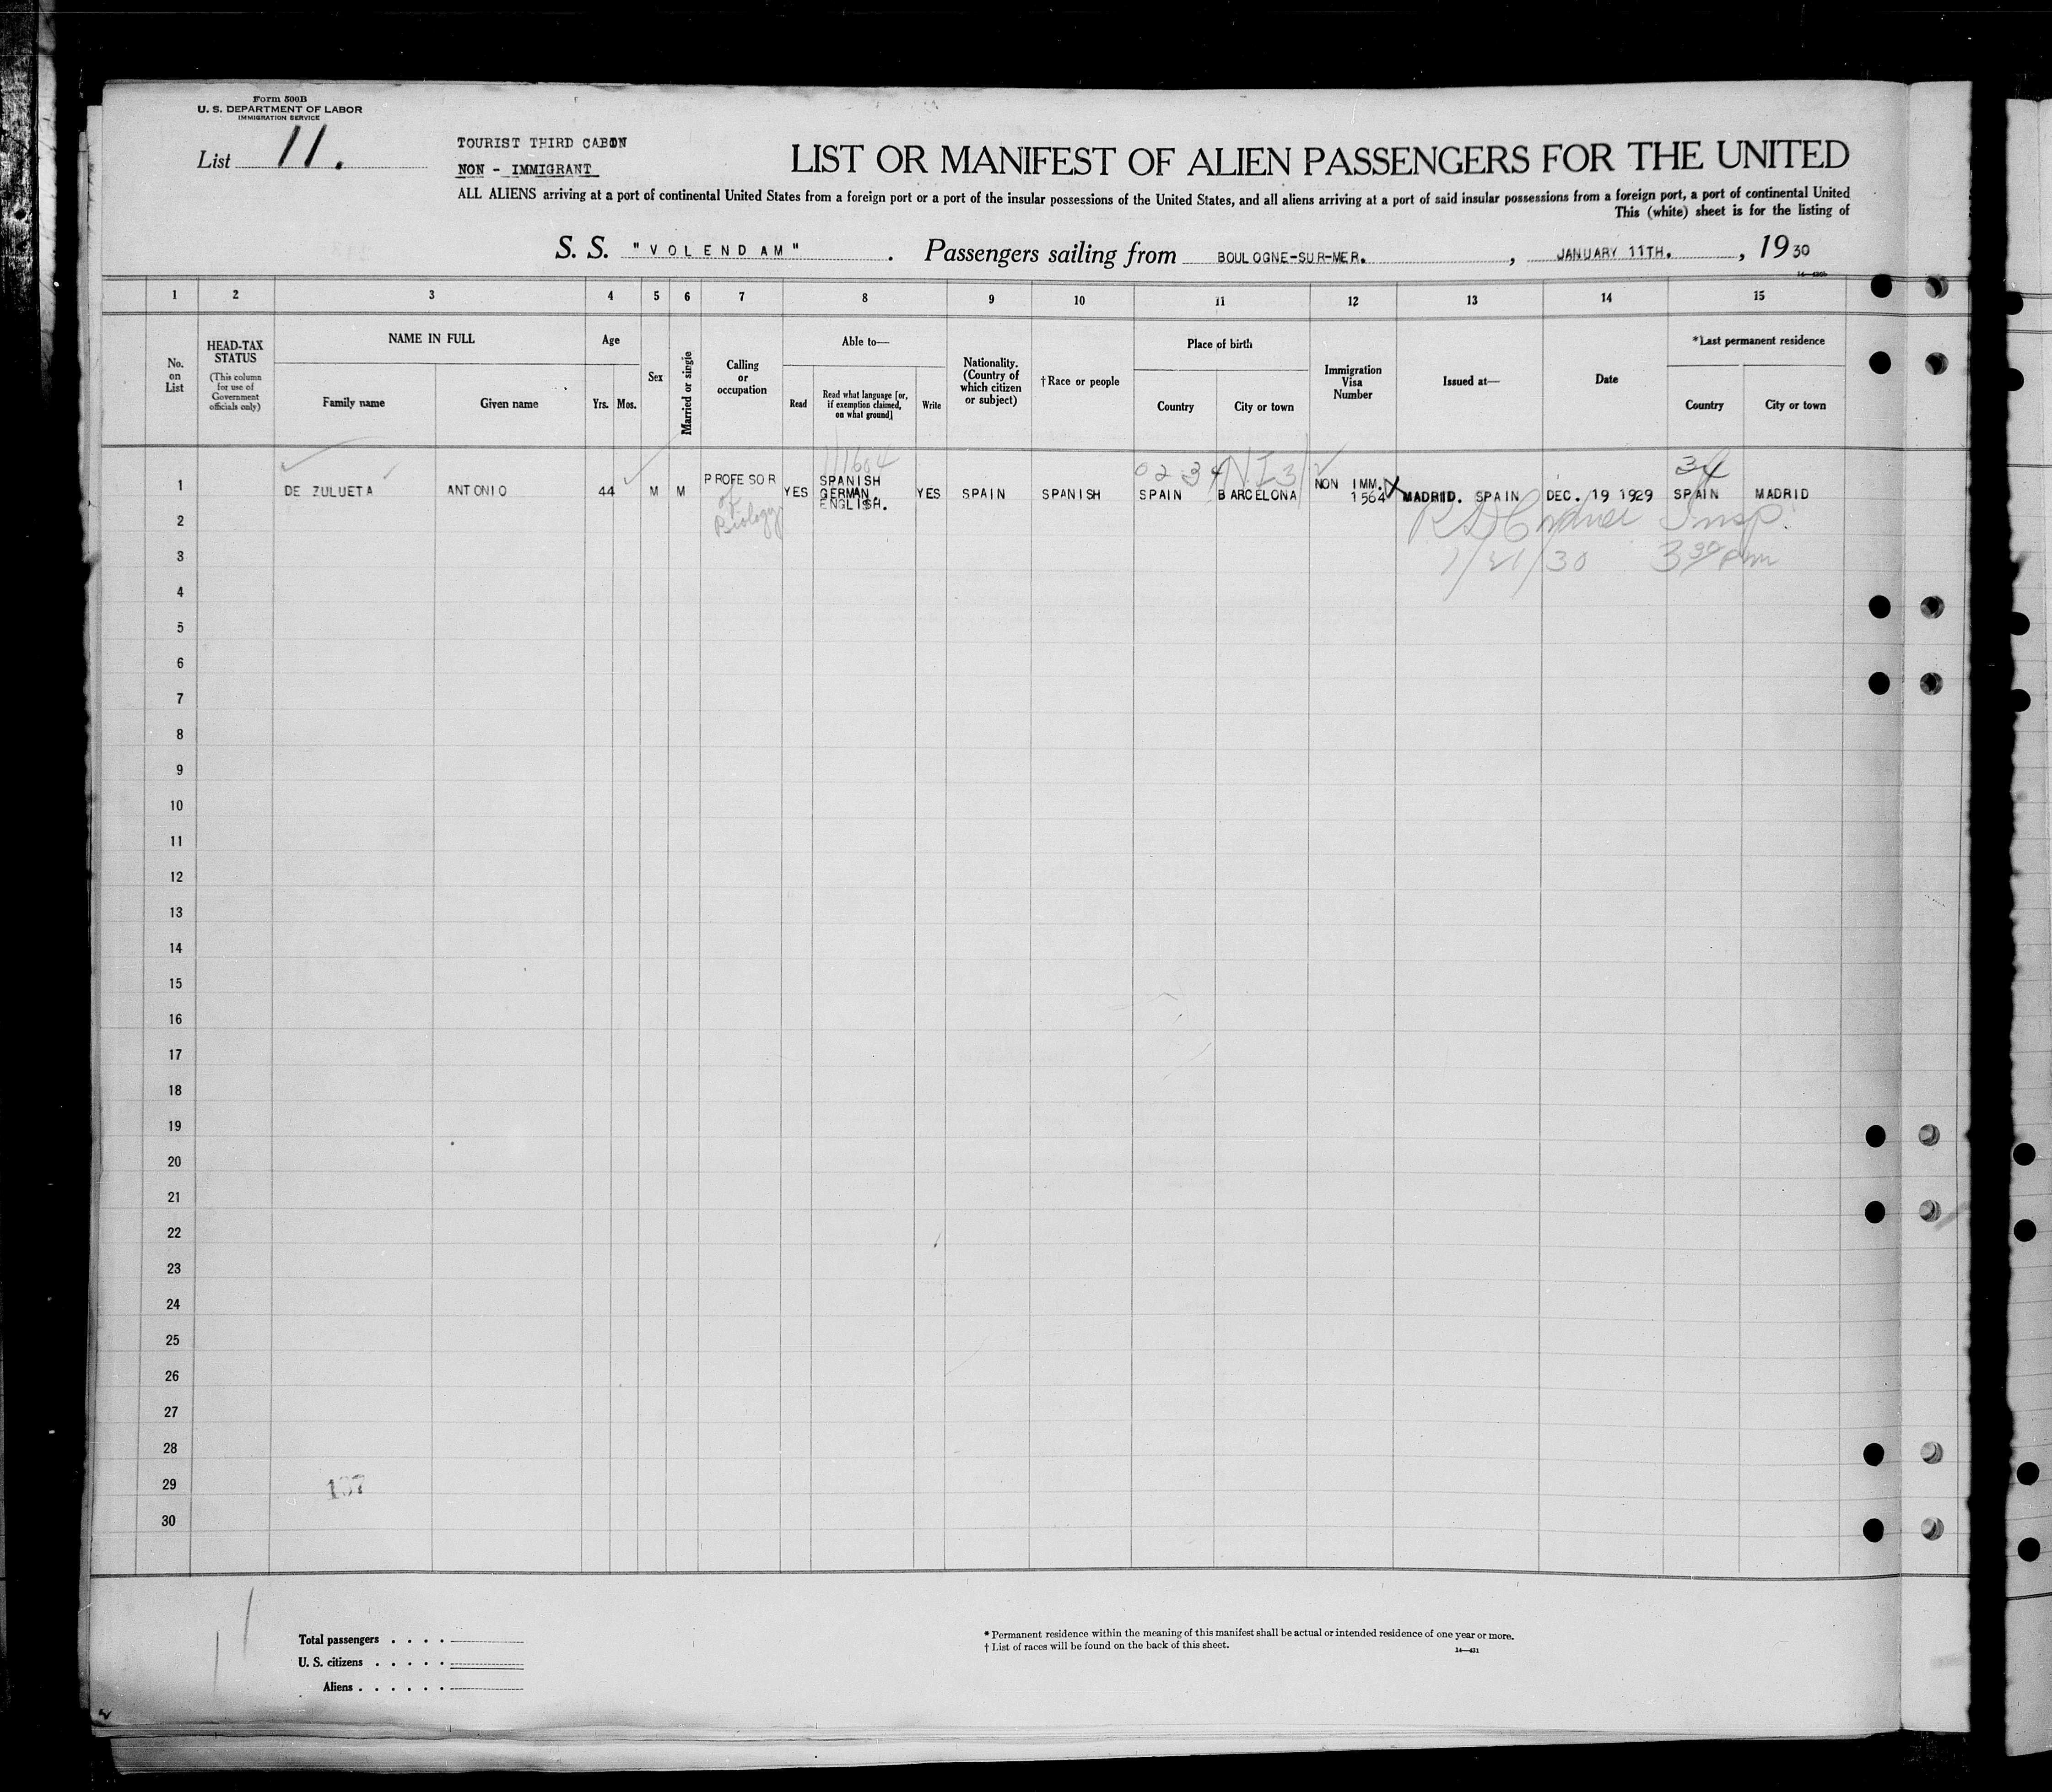 Form 500B
U. S. DEPARTMENT OF LABOR
IMMIGRATION SERVICE
List 11.
TOURIST THIRD CABIN
NON - IMMIGRANT
LIST OR MANIFEST OF ALIEN PASSENGERS FOR THE UNITED
ALL ALIENS arriving at a port of continental United States from a foreign port or a port of the insular possessions of the United States, and all aliens arriving at a port of said insular possessions from a foreign port, a port of continental United
This (white) sheet is for the listing of
S. S. "VOLENDAM" . Passengers sailing from BOULOGNE-SUR-MER. , JANUARY 11TH. , 1930
1 2 3 4 5 6 7 8 9 10 11 12 13 14 15
No. on List
HEAD-TAX STATUS
(This column for use of Government officials only)
NAME IN FULL
Family name
Given name
Age
Yrs. Mos.
Sex
Married or single
Calling or occupation
Able to—
Read
Read what language [or, if exemption claimed, on what ground]
Write
Nationality. (Country of which citizen or subject)
† Race or people
Place of birth
Country
City or town
Immigration Visa Number
Issued at—
Date
*Last permanent residence
Country
City or town
0234 N.I.3 34
1 DE ZULUETA ANTONIO 44 M M PROFESOR YES SPANISH GERMAN. ENGLISH. YES SPAIN SPANISH SPAIN BARCELONA NON IMM. 1564 MADRID. SPAIN DEC. 19 1929 SPAIN MADRID
of Biology
Insp.
1/21/30 3 30 pm
2
3
4
5
6
7
8
9
10
11
12
13
14
15
16
17
18
19
20
21
22
23
24
25
26
27
28
29
137
30
Total passengers . . . .
U. S. citizens . . . . .
Aliens . . . . . .
* Permanent residence within the meaning of this manifest shall be actual or intended residence of one year or more.
† List of races will be found on the back of this sheet.